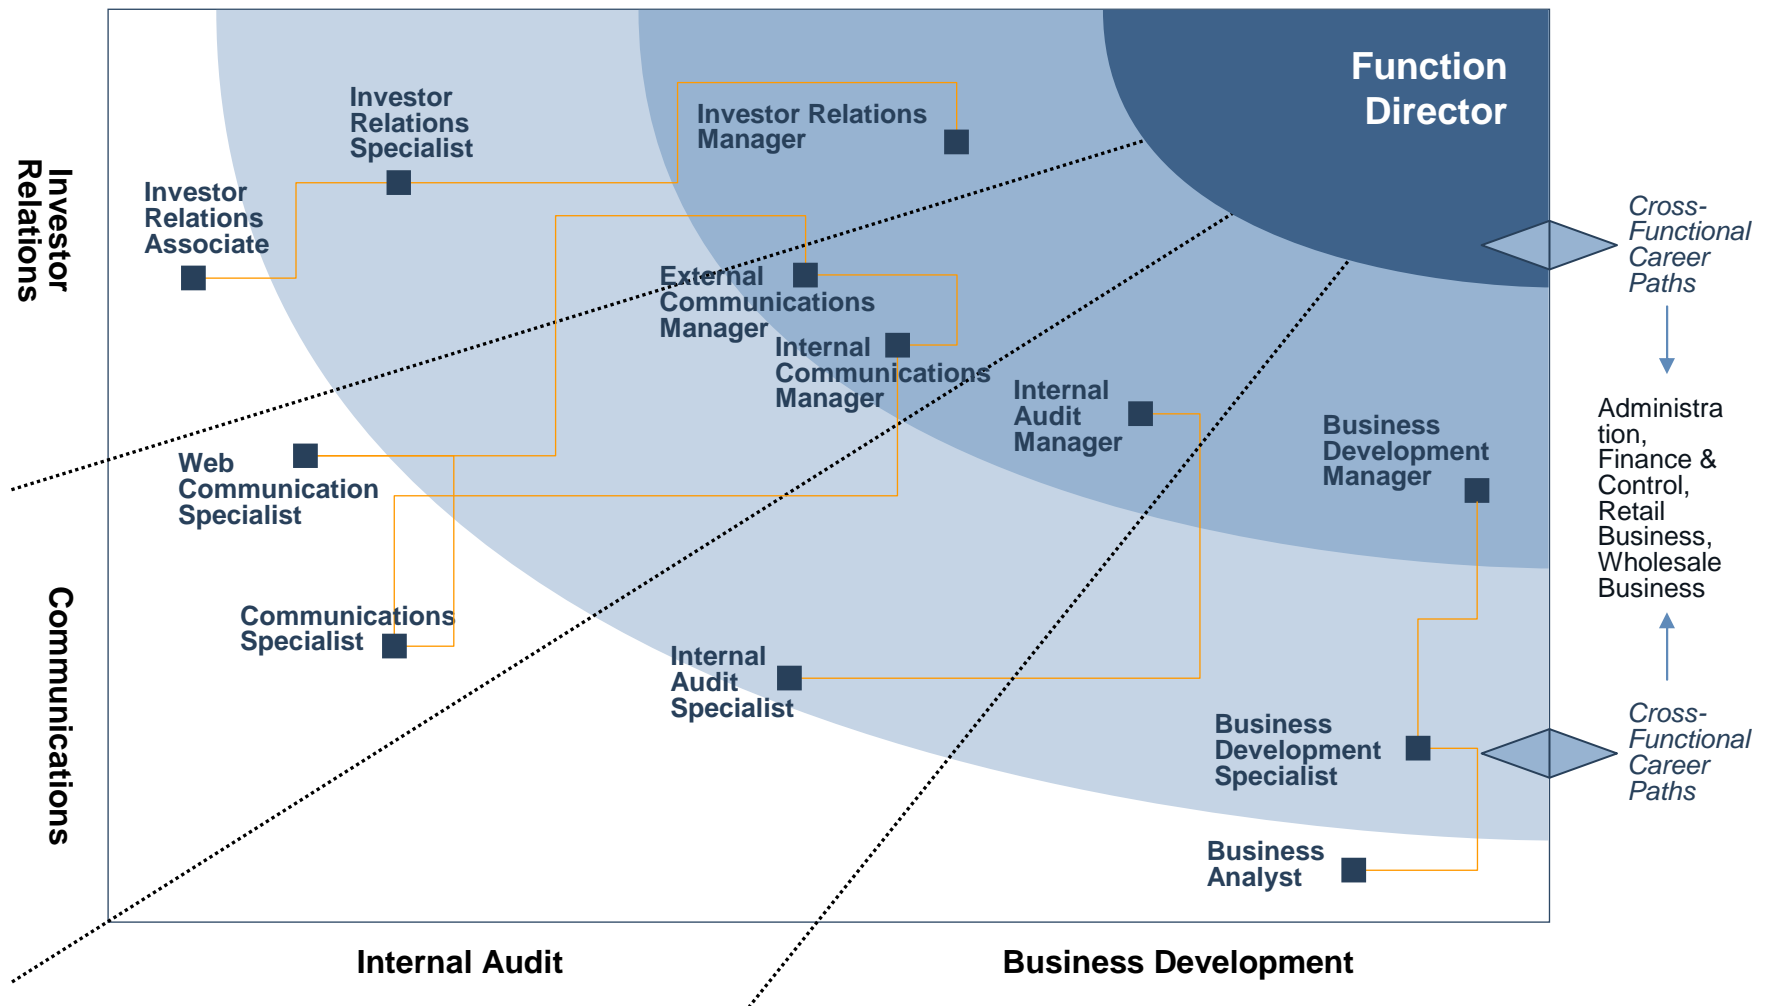 Function
Director
Investor
Relations
Specialist
Investor Relations
Manager
Investor
Relations
Investor
Relations
Associate
External
Communications
Manager
Internal
Communications
Manager
Internal
Audit
Manager
Business
Development
Manager
Web
Communication
Specialist
Communications
Specialist
Communications
Internal
Audit
Specialist
Business
Development
Specialist
Business
Analyst
Internal Audit
Business Development
Cross-
Functional
Career
Paths
Administra
tion,
Finance &
Control,
Retail
Business,
Wholesale
Business
Cross-
Functional
Career
Paths